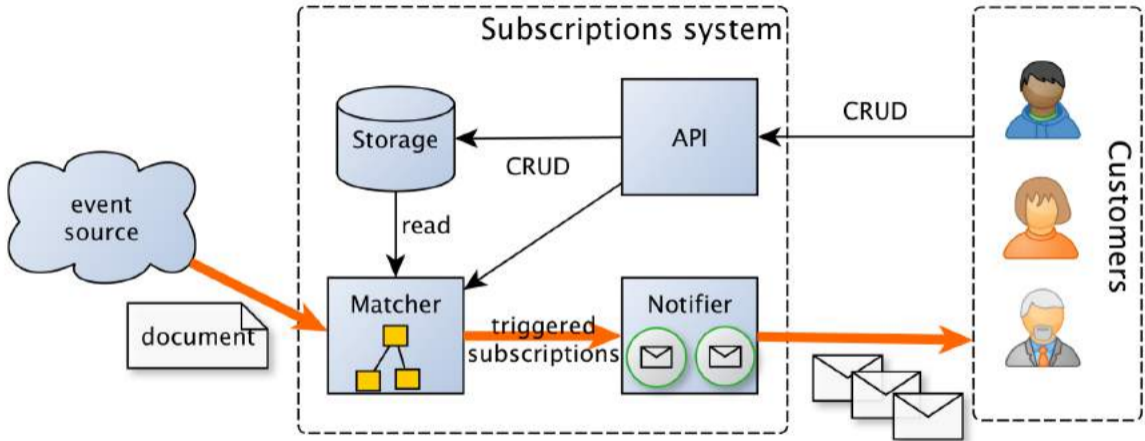 Subscriptions system
Storage
CRUD
API
CRUD
Customers
event
source
read
document
Matcher
triggered
subscriptions
Notifier